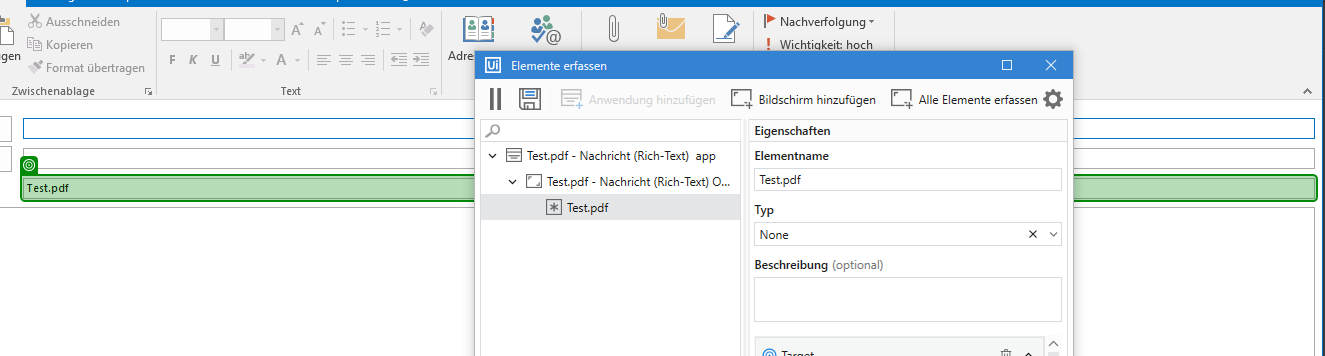 Ausschneiden
Kopieren
Format übertragen
Zwischenablage
F K U
Text
Nachverfolgung
Wichtigkeit: hoch
Test.pdf
Ui Elemente erfassen
Anwendung hinzufügen
Bildschirm hinzufügen
Alle Elemente erfassen
Test.pdf - Nachricht (Rich-Text) app
Test.pdf - Nachricht (Rich-Text) O...
Test.pdf
Eigenschaften
Elementname
Test.pdf
Typ
None
Beschreibung (optional)
Target